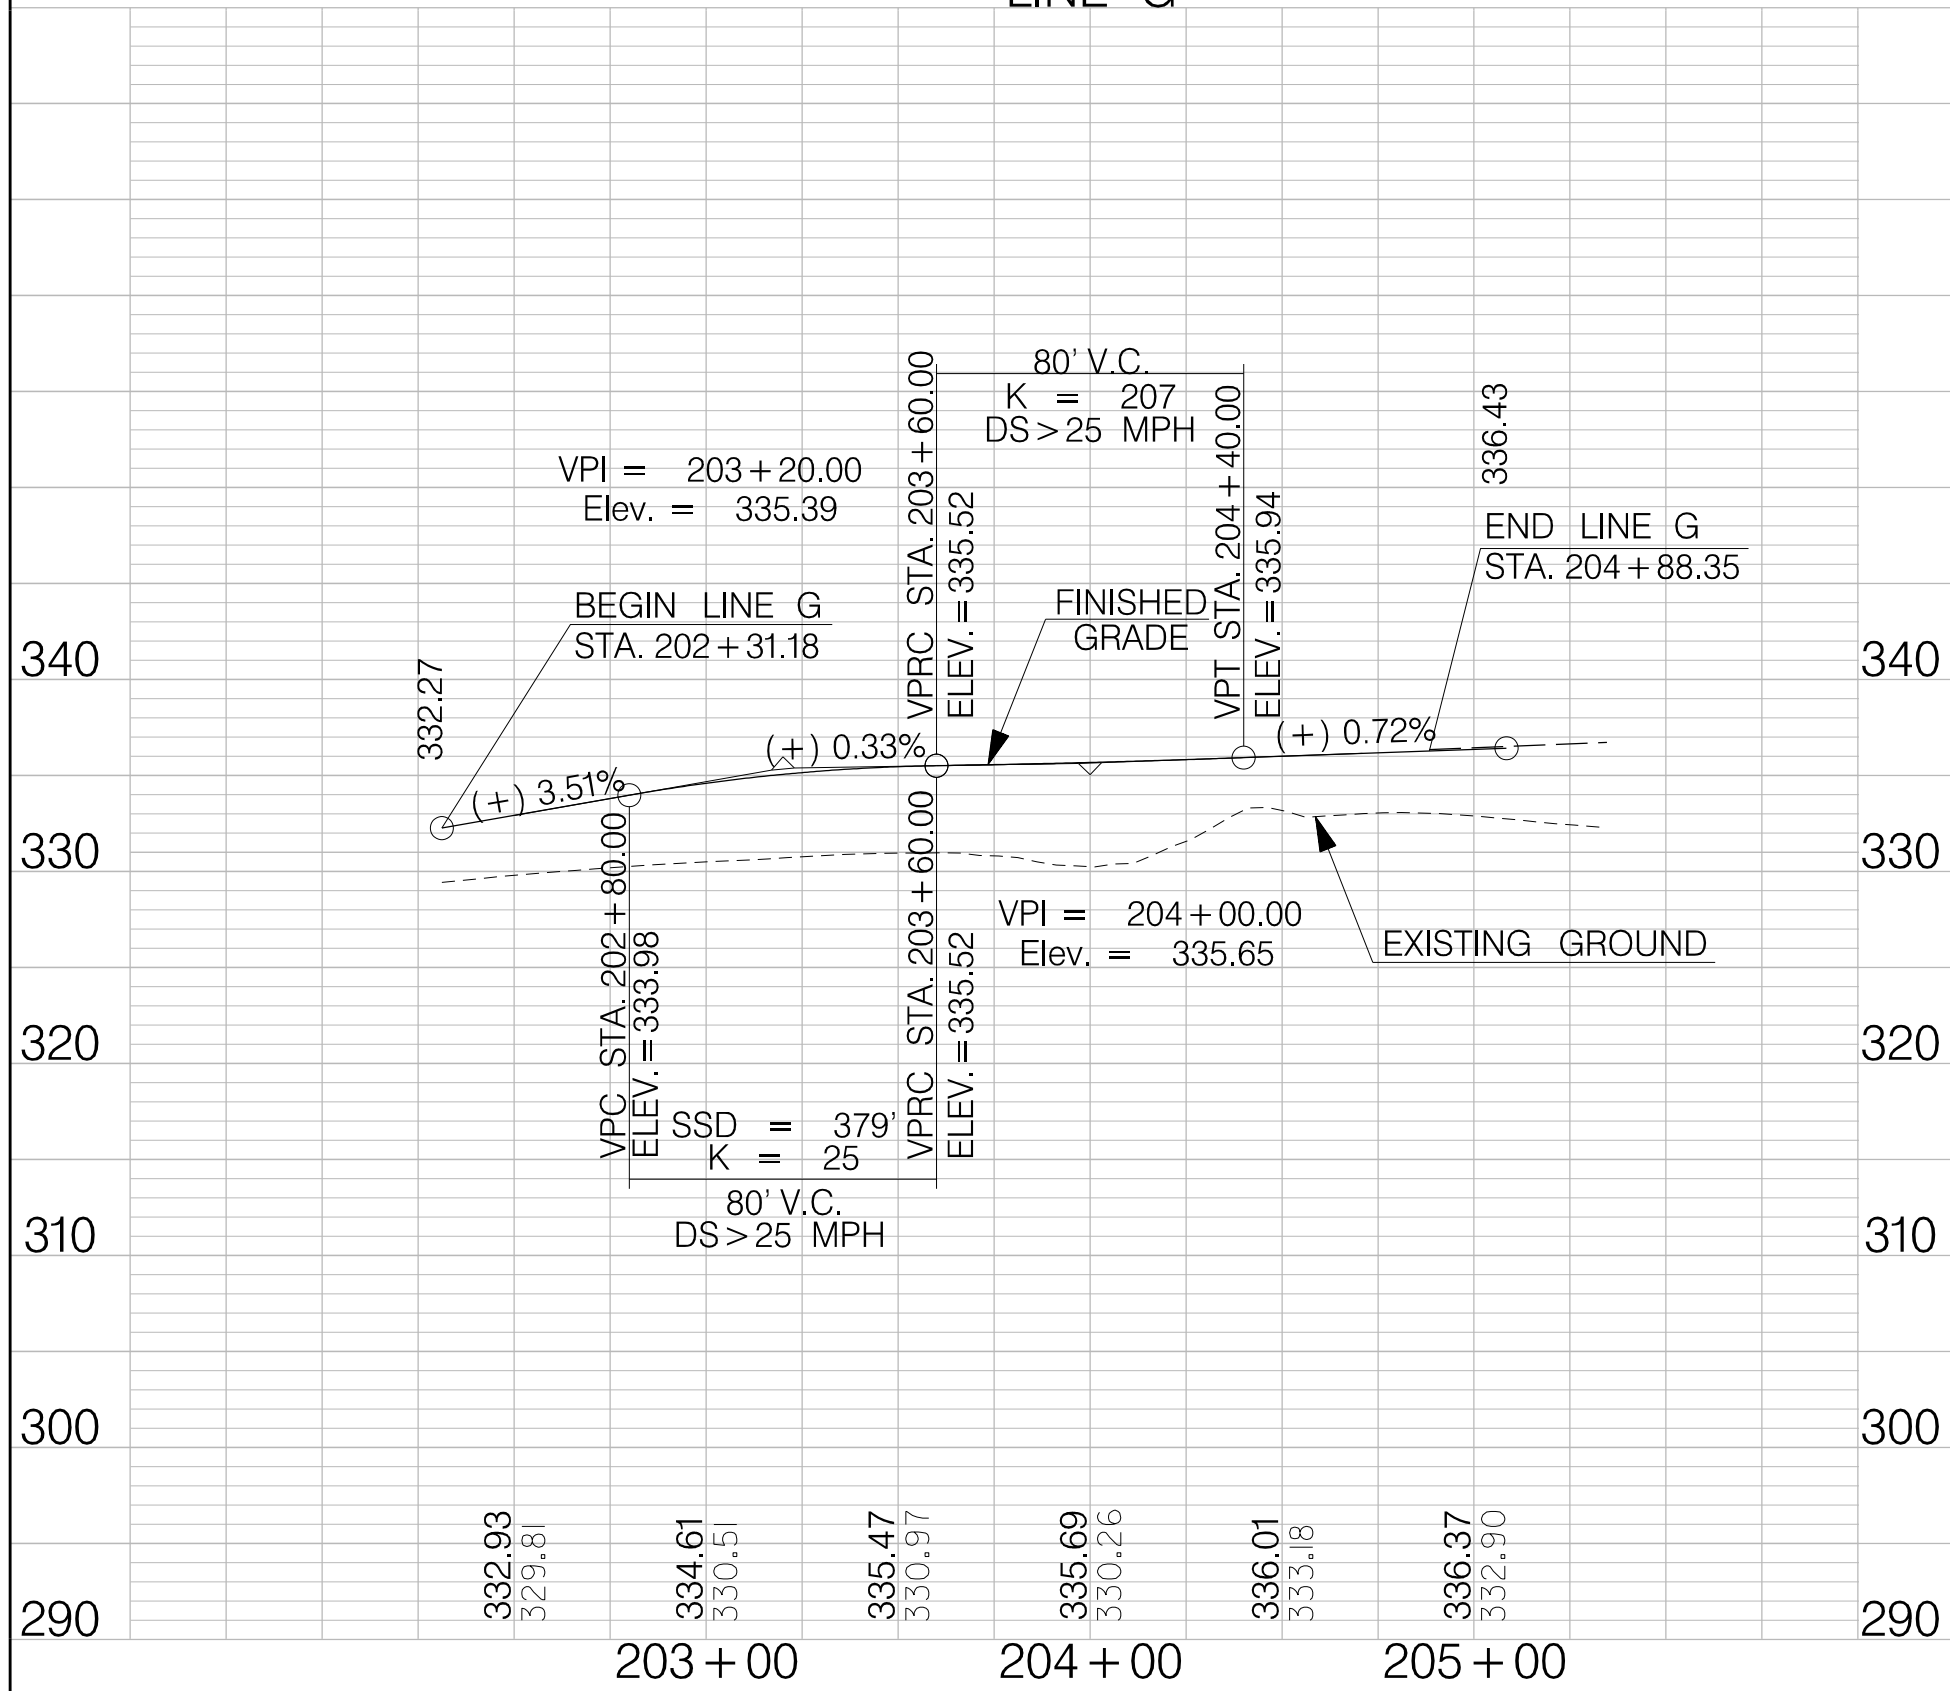 LINE G
80' V.C.
K = 207
DS > 25 MPH
VPRC STA. 203+60.00
ELEV. = 335.52
VPT STA. 204+40.00
ELEV. = 335.94
336.43
VPI = 203+20.00
Elev. = 335.39
END LINE G
STA. 204+88.35
BEGIN LINE G
STA. 202+31.18
FINISHED
GRADE
332.27
340
340
(+) 3.51%
(+) 0.33%
(+) 0.72%
330
330
VPC STA. 202+80.00
ELEV. = 333.98
VPRC STA. 203+60.00
ELEV. = 335.52
VPI = 204+00.00
Elev. = 335.65
EXISTING GROUND
320
320
SSD = 379'
K = 25
80' V.C.
DS > 25 MPH
310
310
300
300
332.93
329.81
334.61
330.51
335.47
330.97
335.69
330.26
336.01
333.18
336.37
332.90
290
290
203+00
204+00
205+00